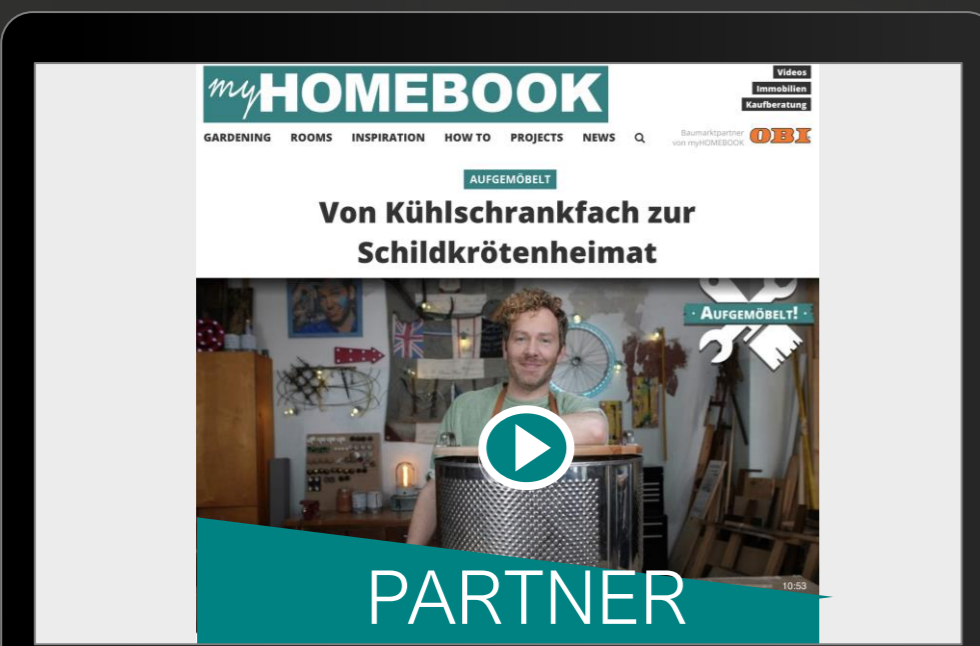 myHOMEBOOK
Videos
Immobilien
Kaufberatung
GARDENING ROOMS INSPIRATION HOW TO PROJECTS NEWS
Baumarktpartner
von myHOMEBOOK
OBI
AUFGEMÖBELT
Von Kühlschrankfach zur
Schildkrötenheimat
· AUFGEMÖBELT! ·
10:53
PARTNER